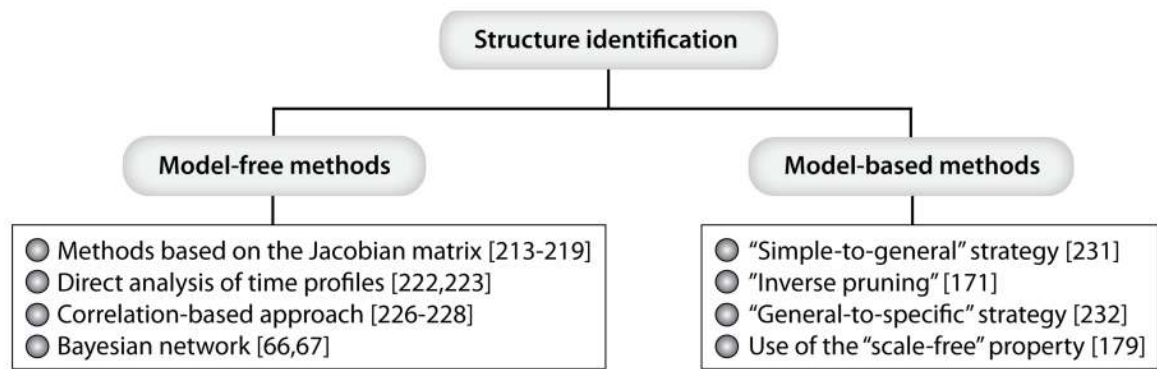 Structure identification
Model-free methods
Model-based methods
Methods based on the Jacobian matrix [213-219]
Direct analysis of time profiles [222,223]
Correlation-based approach [226-228]
Bayesian network [66,67]
“Simple-to-general” strategy [231]
”Inverse pruning” [171]
“General-to-specific” strategy [232]
Use of the “scale-free” property [179]